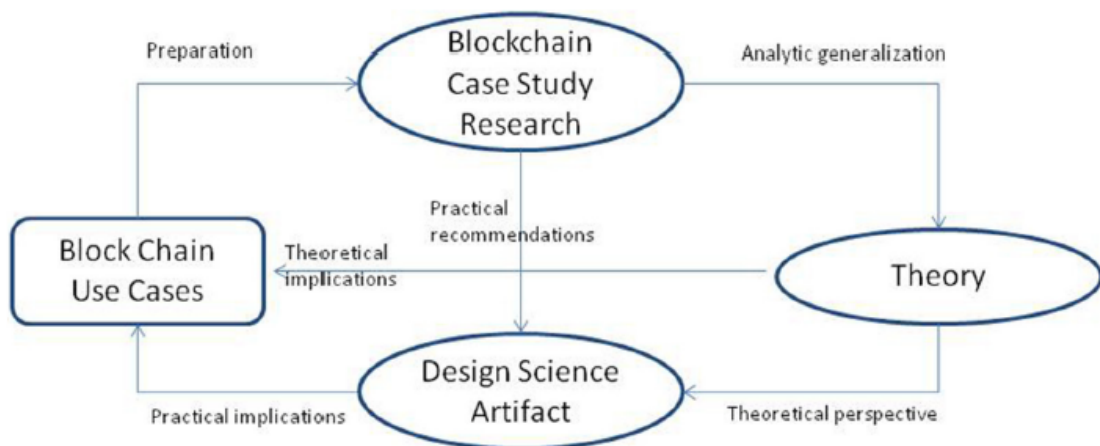 Preparation
Blockchain
Case Study
Research
Analytic generalization
Practical
recommendations
Block Chain
Use Cases
Theoretical
implications
Theory
Design Science
Artifact
Practical implications
Theoretical perspective